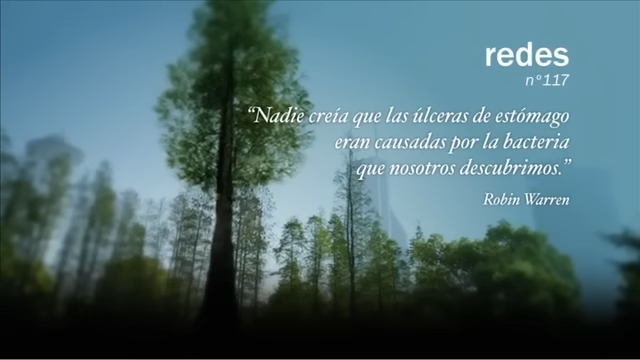 redes
n°117
“Nadie creía que las úlceras de estómago
eran causadas por la bacteria
que nosotros descubrimos.”
Robin Warren